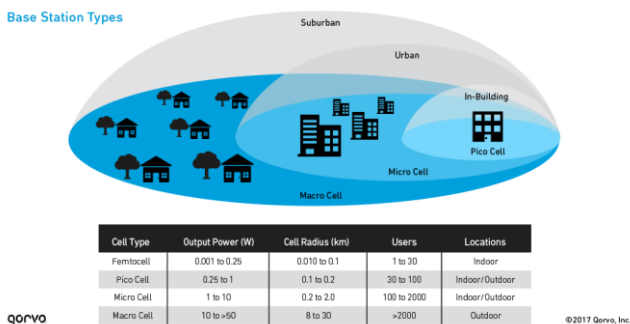 Base Station Types
Suburban
Urban
In-Building
Pico Cell
Micro Cell
Macro Cell
Cell Type Output Power (W) Cell Radius (km) Users Locations
Femtocell 0.001 to 0.25 0.010 to 0.1 1 to 30 Indoor
Pico Cell 0.25 to 1 0.1 to 0.2 30 to 100 Indoor/Outdoor
Micro Cell 1 to 10 0.2 to 2.0 100 to 2000 Indoor/Outdoor
Macro Cell 10 to >50 8 to 30 >2000 Outdoor
QORVO
©2017 Qorvo, Inc.